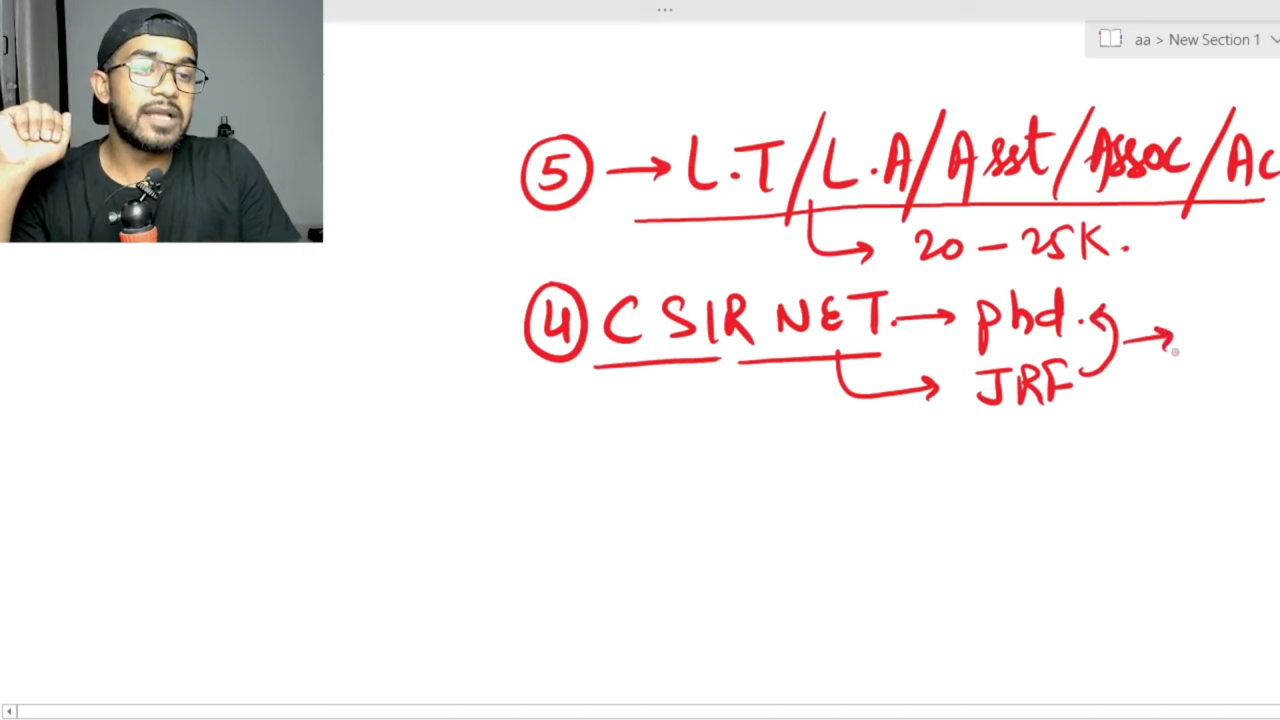 ...
aa > New Section 1
⑤ → L.T / L.A / Asst / Assoc / Ac
↳ 20 - 25K.
④ CSIR NET. → phd. →
↳ JRF